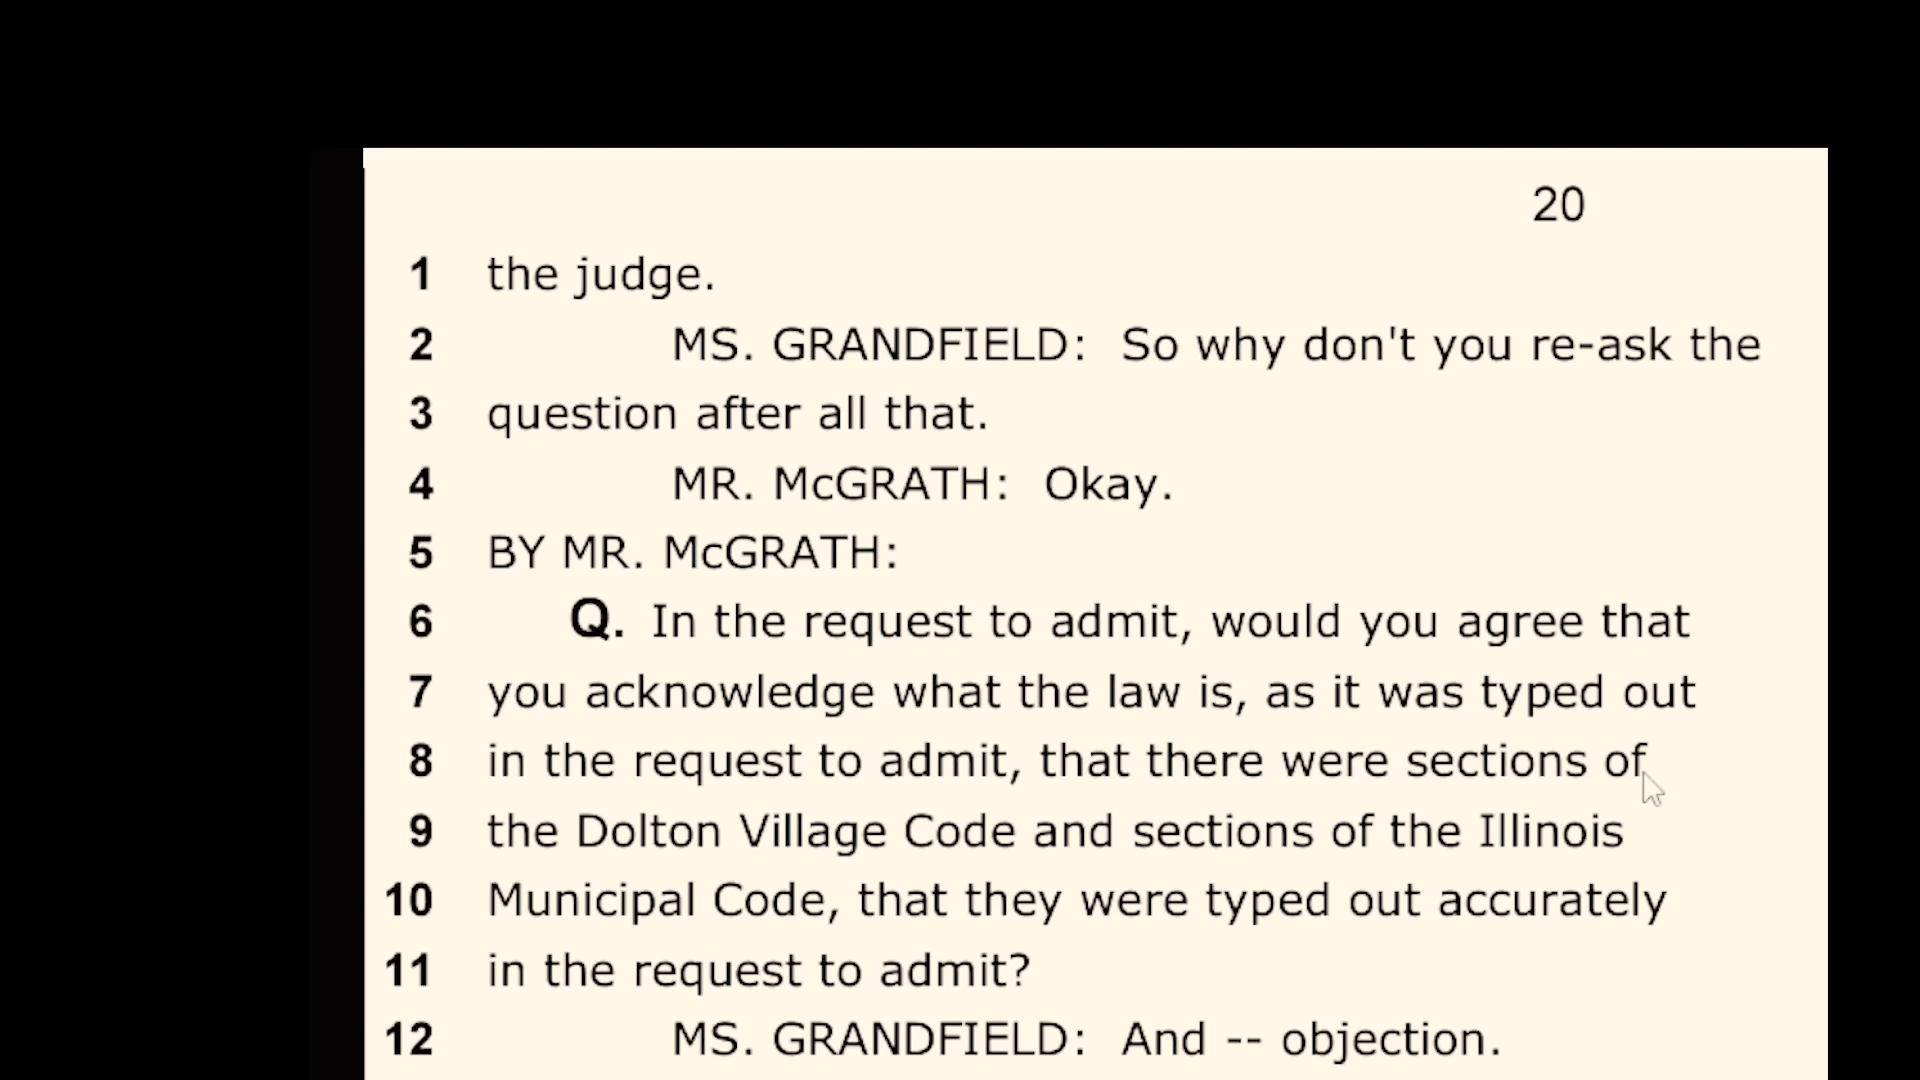 20
1 the judge.
2 MS. GRANDFIELD: So why don't you re-ask the
3 question after all that.
4 MR. McGRATH: Okay.
5 BY MR. McGRATH:
6 Q. In the request to admit, would you agree that
7 you acknowledge what the law is, as it was typed out
8 in the request to admit, that there were sections of
9 the Dolton Village Code and sections of the Illinois
10 Municipal Code, that they were typed out accurately
11 in the request to admit?
12 MS. GRANDFIELD: And -- objection.